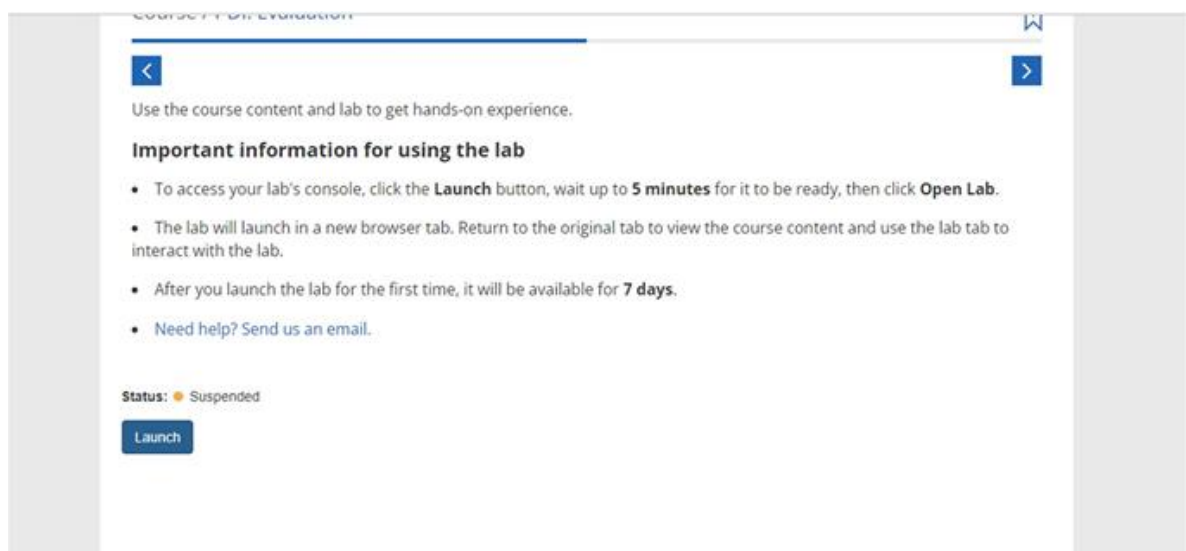 Course / PDI: Evaluation
Use the course content and lab to get hands-on experience.
Important information for using the lab
• To access your lab's console, click the Launch button, wait up to 5 minutes for it to be ready, then click Open Lab.
• The lab will launch in a new browser tab. Return to the original tab to view the course content and use the lab tab to
interact with the lab.
• After you launch the lab for the first time, it will be available for 7 days.
• Need help? Send us an email.
Status: Suspended
Launch